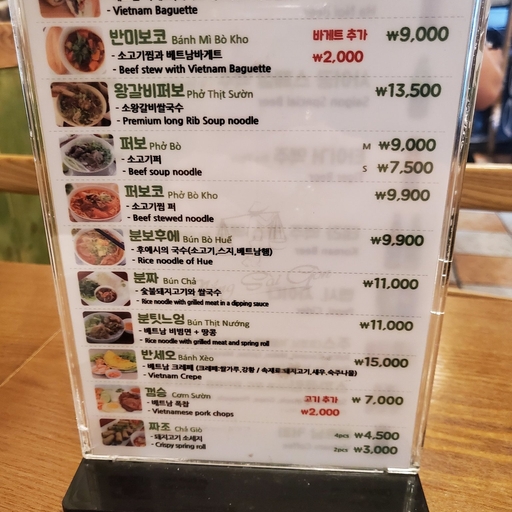 - Vietnam Baguette
반미보코 Bánh Mì Bò Kho 바게트 추가 ₩9,000
- 소고기찜과 베트남바게트 ₩2,000
- Beef stew with Vietnam Baguette
왕갈비퍼보 Phở Thịt Sườn ₩13,500
- 소왕갈비쌀국수
- Premium long Rib Soup noodle
퍼보 Phở Bò M ₩9,000
- 소고기퍼 S ₩7,500
- Beef soup noodle
퍼보코 Phở Bò Kho ₩9,900
- 소고기찜 퍼
- Beef stewed noodle
분보후에 Bún Bò Huế ₩9,900
- 후에시의 국수(소고기,스지,베트남햄)
- Rice noodle of Hue
분짜 Bún Chả ₩11,000
- 숯불돼지고기와 쌀국수
- Rice noodle with grilled meat in a dipping sauce
분팃느엉 Bún Thịt Nướng ₩11,000
- 베트남 비빔면 + 땅콩
- Rice noodle with grilled meat and spring roll
반세오 Bánh Xèo ₩15,000
- 베트남 크레페 (크레페:쌀가루,강황 / 속재료:돼지고기,새우,숙주나물)
- Vietnam Crepe
껌승 Cơm Sườn 고기 추가 ₩7,000
- 베트남 폭찹 ₩2,000
- Vietnamese pork chops
짜조 Chả Giò 4pcs ₩4,500
- 돼지고기 소세지 2pcs ₩3,000
- Crispy spring roll